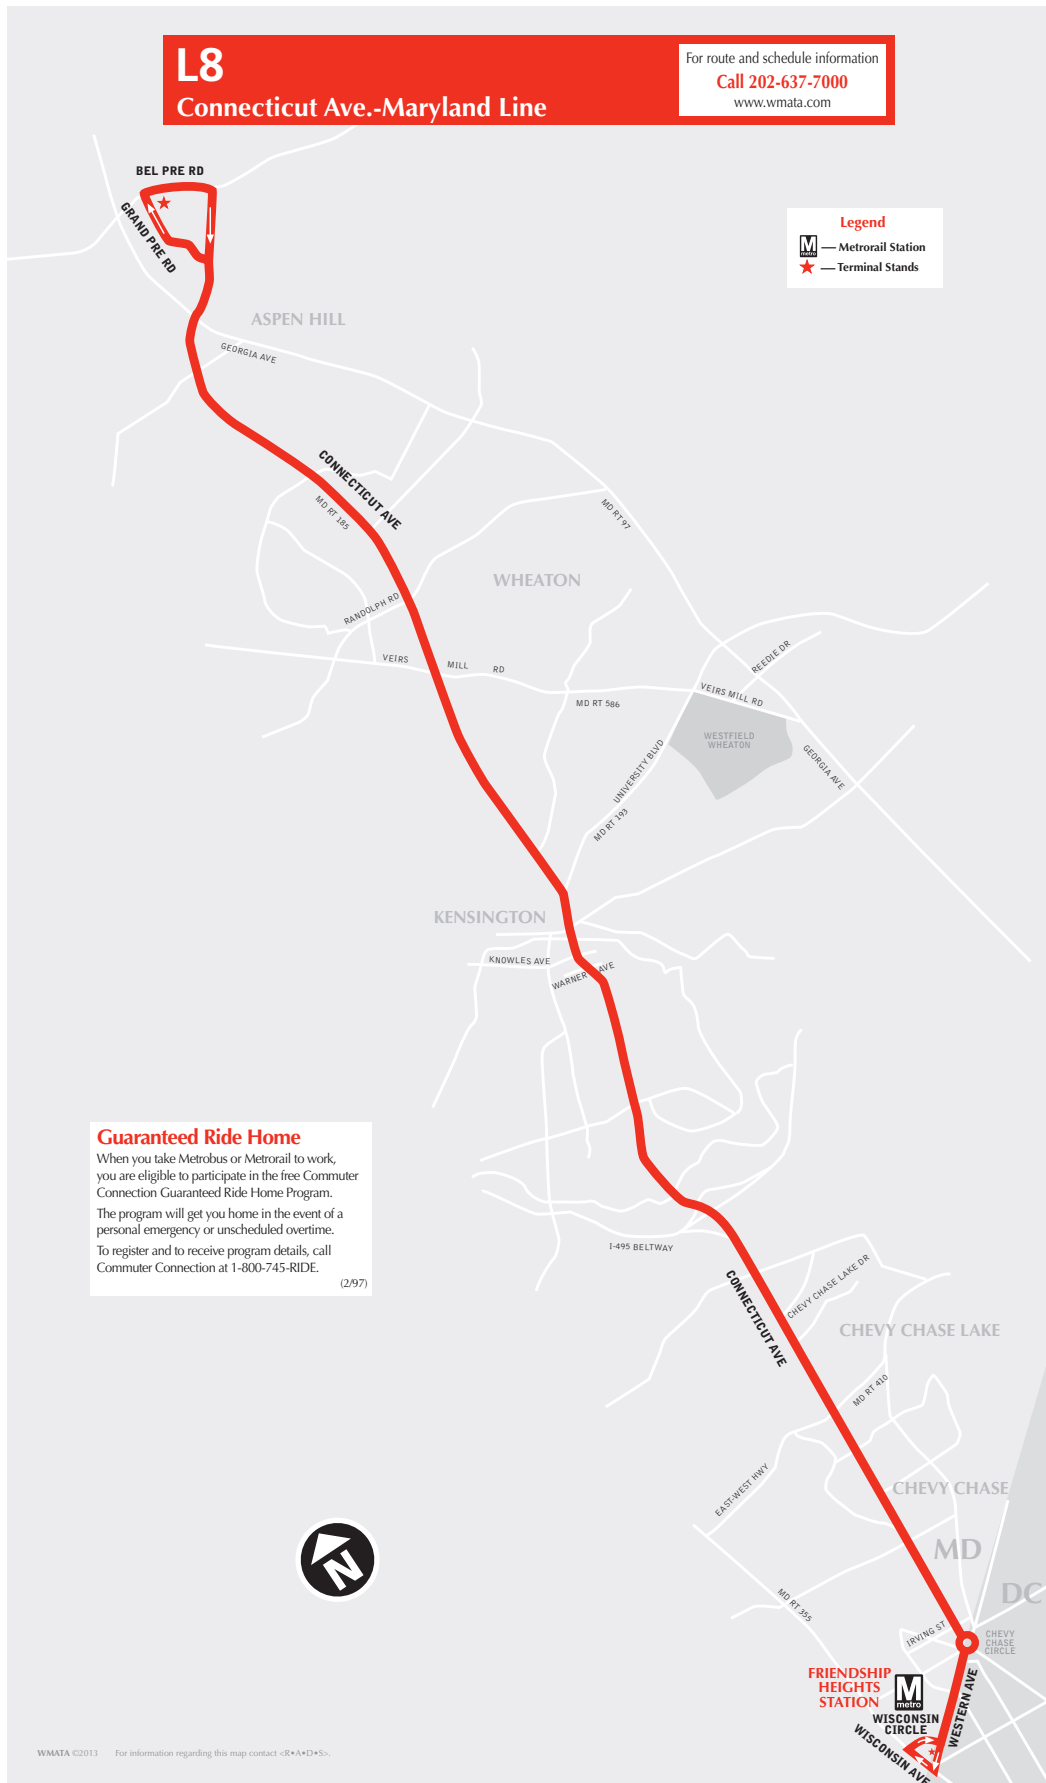 L8
Connecticut Ave.-Maryland Line
For route and schedule information
Call 202-637-7000
www.wmata.com
BEL PRE RD
GRAND PRE RD
Legend
M
metro
— Metrorail Station
— Terminal Stands
ASPEN HILL
GEORGIA AVE
CONNECTICUT AVE
MD RT 185
MD RT 97
WHEATON
RANDOLPH RD
VEIRS MILL RD
REEDIE DR
VEIRS MILL RD
MD RT 586
WESTFIELD
WHEATON
UNIVERSITY BLVD
GEORGIA AVE
MD RT 193
KENSINGTON
KNOWLES AVE
WARNER AVE
Guaranteed Ride Home
When you take Metrobus or Metrorail to work,
you are eligible to participate in the free Commuter
Connection Guaranteed Ride Home Program.
The program will get you home in the event of a
personal emergency or unscheduled overtime.
To register and to receive program details, call
Commuter Connection at 1-800-745-RIDE.
(2/97)
I-495 BELTWAY
CONNECTICUT AVE
CHEVY CHASE LAKE DR
CHEVY CHASE LAKE
MD RT 410
EAST-WEST HWY
CHEVY CHASE
MD
DC
N
MD RT 355
IRVING ST
CHEVY
CHASE
CIRCLE
FRIENDSHIP
HEIGHTS
STATION
M
metro
WISCONSIN
CIRCLE
WESTERN AVE
WISCONSIN AVE
WMATA ©2013 For information regarding this map contact <R•A•D•S>.